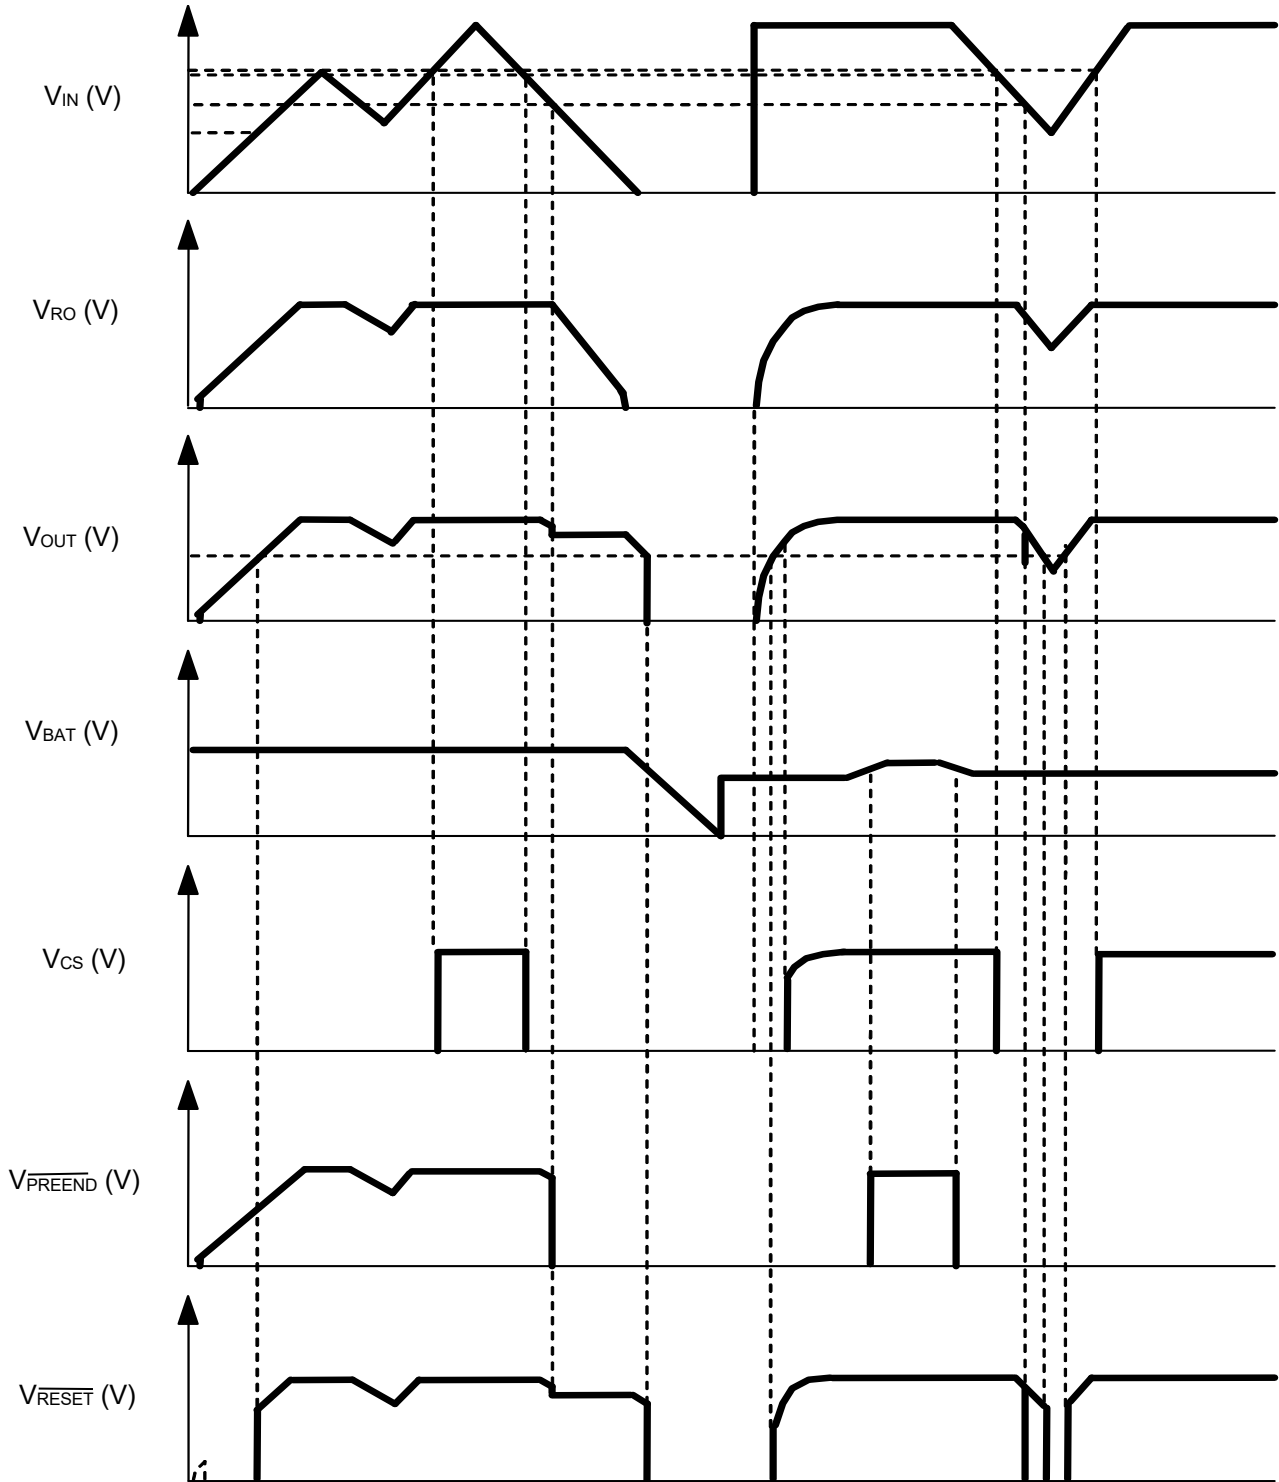 VIN (V)
VRO (V)
VOUT (V)
VBAT (V)
VCS (V)
VPREEND (V)
VRESET (V)